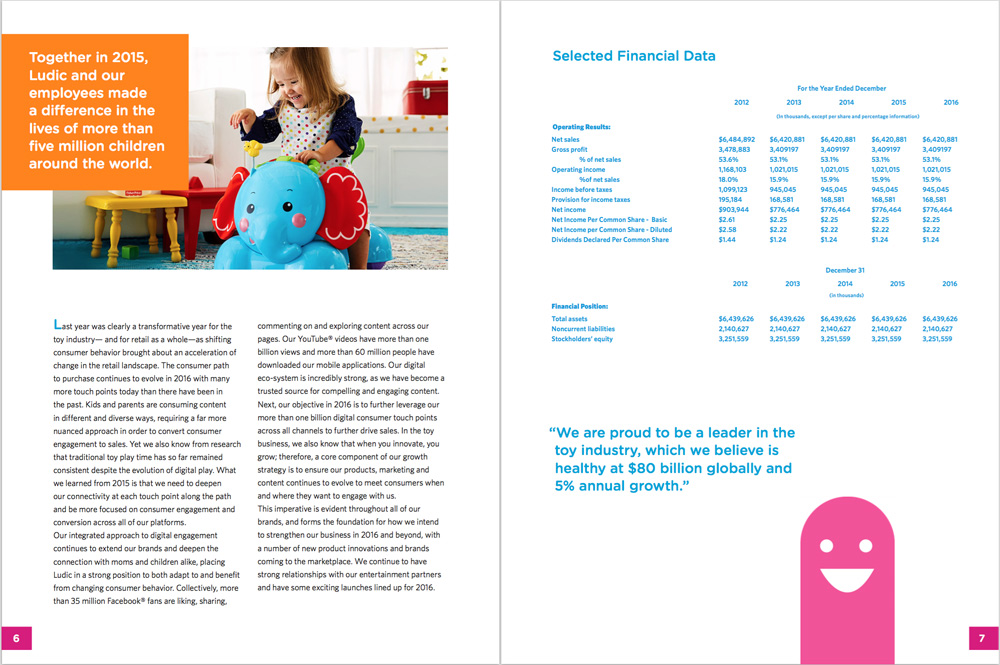 Together in 2015,
Ludic and our
employees made
a difference in the
lives of more than
five million children
around the world.
Last year was clearly a transformative year for the
toy industry— and for retail as a whole—as shifting
consumer behavior brought about an acceleration of
change in the retail landscape. The consumer path
to purchase continues to evolve in 2016 with many
more touch points today than there have been in
the past. Kids and parents are consuming content
in different and diverse ways, requiring a far more
nuanced approach in order to convert consumer
engagement to sales. Yet we also know from research
that traditional toy play time has so far remained
consistent despite the evolution of digital play. What
we learned from 2015 is that we need to deepen
our connectivity at each touch point along the path
and be more focused on consumer engagement and
conversion across all of our platforms.
Our integrated approach to digital engagement
continues to extend our brands and deepen the
connection with moms and children alike, placing
Ludic in a strong position to both adapt to and benefit
from changing consumer behavior. Collectively, more
than 35 million Facebook® fans are liking, sharing,
commenting on and exploring content across our
pages. Our YouTube® videos have more than one
billion views and more than 60 million people have
downloaded our mobile applications. Our digital
eco-system is incredibly strong, as we have become a
trusted source for compelling and engaging content.
Next, our objective in 2016 is to further leverage our
more than one billion digital consumer touch points
across all channels to further drive sales. In the toy
business, we also know that when you innovate, you
grow; therefore, a core component of our growth
strategy is to ensure our products, marketing and
content continues to evolve to meet consumers when
and where they want to engage with us.
This imperative is evident throughout all of our
brands, and forms the foundation for how we intend
to strengthen our business in 2016 and beyond, with
a number of new product innovations and brands
coming to the marketplace. We continue to have
strong relationships with our entertainment partners
and have some exciting launches lined up for 2016.
6
Selected Financial Data
For the Year Ended December
2012 2013 2014 2015 2016
(In thousands, except per share and percentage information)
Operating Results:
Net sales $6,484,892 $6,420,881 $6,420,881 $6,420,881 $6,420,881
Gross profit 3,478,883 3,409197 3,409197 3,409197 3,409197
% of net sales 53.6% 53.1% 53.1% 53.1% 53.1%
Operating income 1,168,103 1,021,015 1,021,015 1,021,015 1,021,015
%of net sales 18.0% 15.9% 15.9% 15.9% 15.9%
Income before taxes 1,099,123 945,045 945,045 945,045 945,045
Provision for income taxes 195,184 168,581 168,581 168,581 168,581
Net income $903,944 $776,464 $776,464 $776,464 $776,464
Net Income Per Common Share - Basic $2.61 $2.25 $2.25 $2.25 $2.25
Net Income Per Common Share - Diluted $2.58 $2.22 $2.22 $2.22 $2.22
Dividends Declared Per Common Share $1.44 $1.24 $1.24 $1.24 $1.24
December 31
2012 2013 2014 2015 2016
(in thousands)
Financial Position:
Total assets $6,439,626 $6,439,626 $6,439,626 $6,439,626 $6,439,626
Noncurrent liabilities 2,140,627 2,140,627 2,140,627 2,140,627 2,140,627
Stockholders' equity 3,251,559 3,251,559 3,251,559 3,251,559 3,251,559
“We are proud to be a leader in the
toy industry, which we believe is
healthy at $80 billion globally and
5% annual growth.”
7